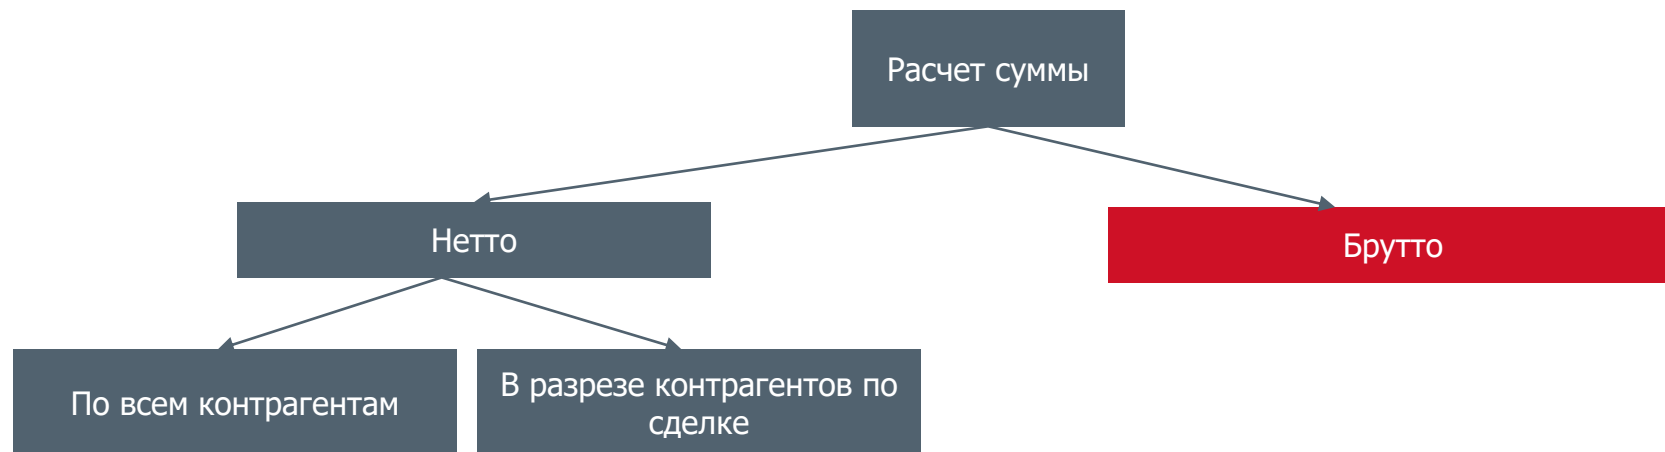 Расчет суммы
Нетто
Брутто
По всем контрагентам
В разрезе контрагентов по
сделке